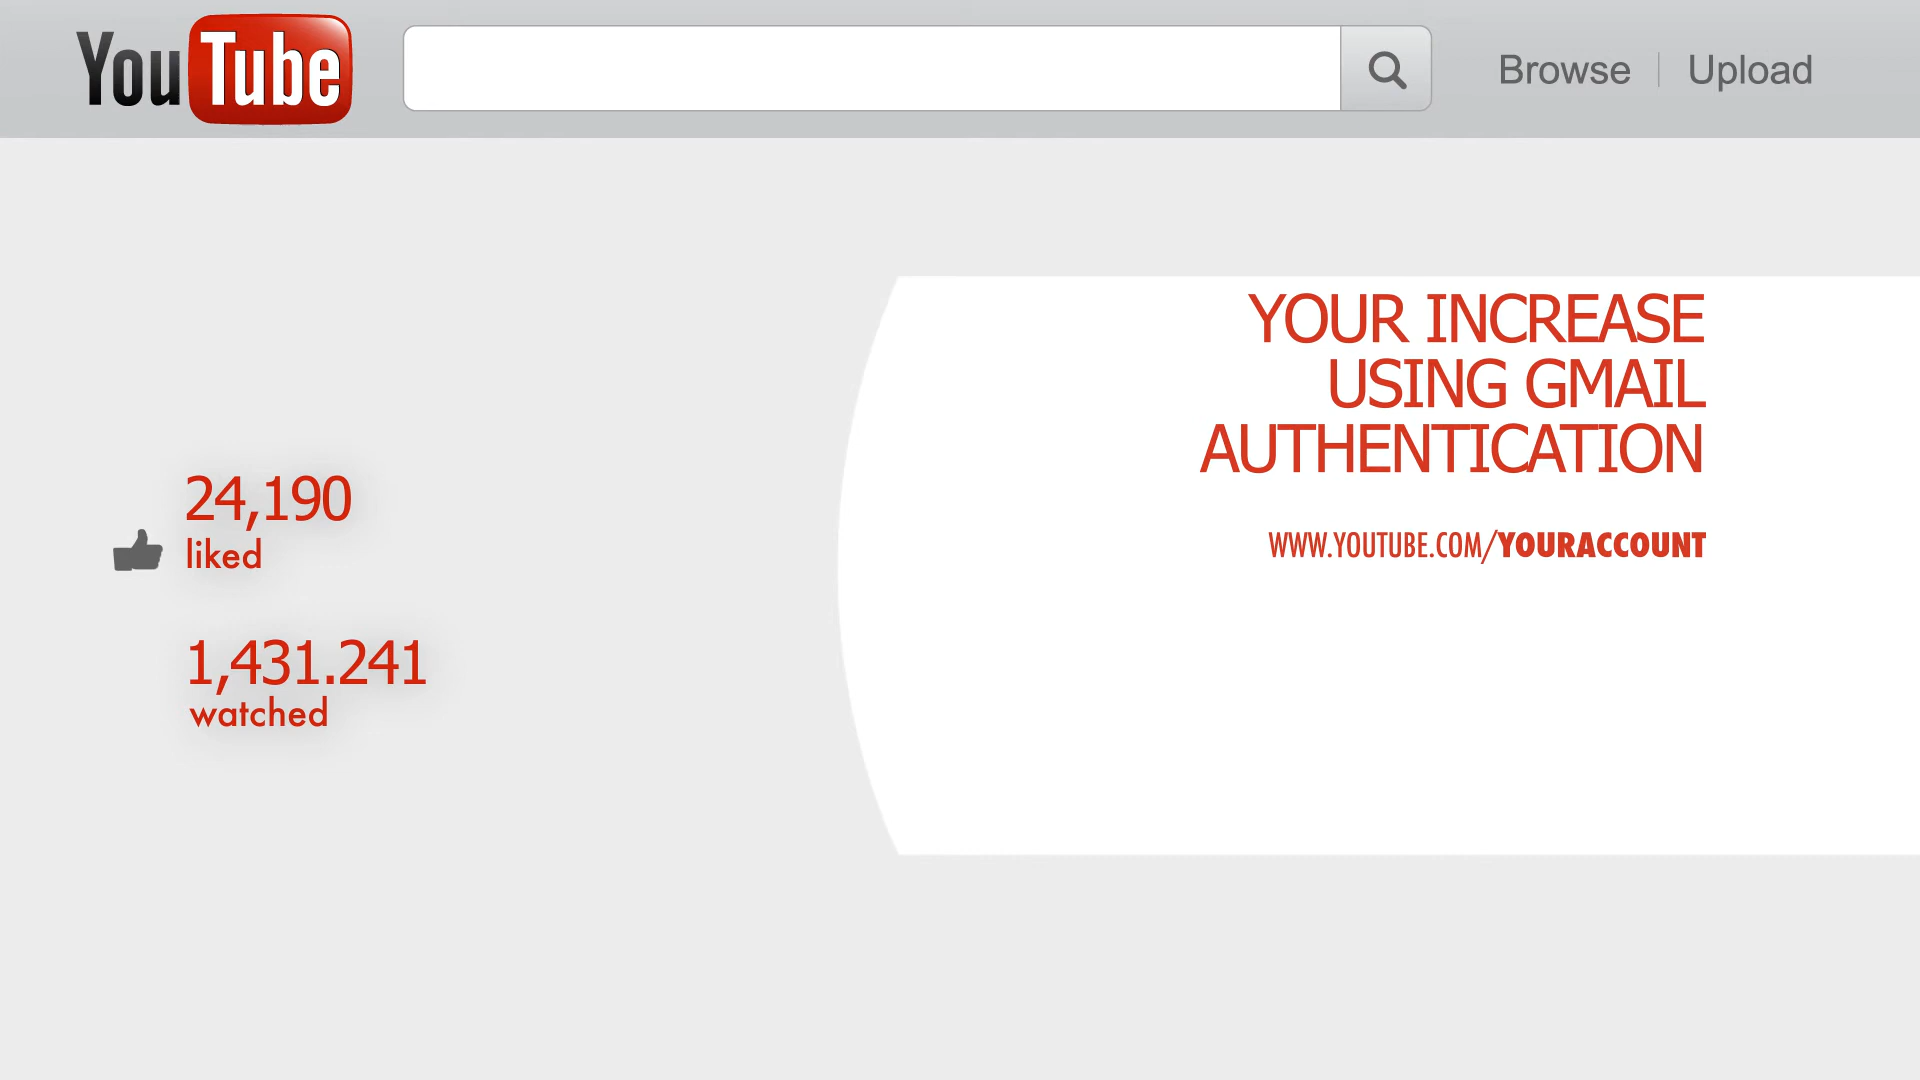 YouTube
Browse
Upload
YOUR INCREASE
USING GMAIL
AUTHENTICATION
WWW.YOUTUBE.COM/YOURACCOUNT
24,190
liked
1,431.241
watched